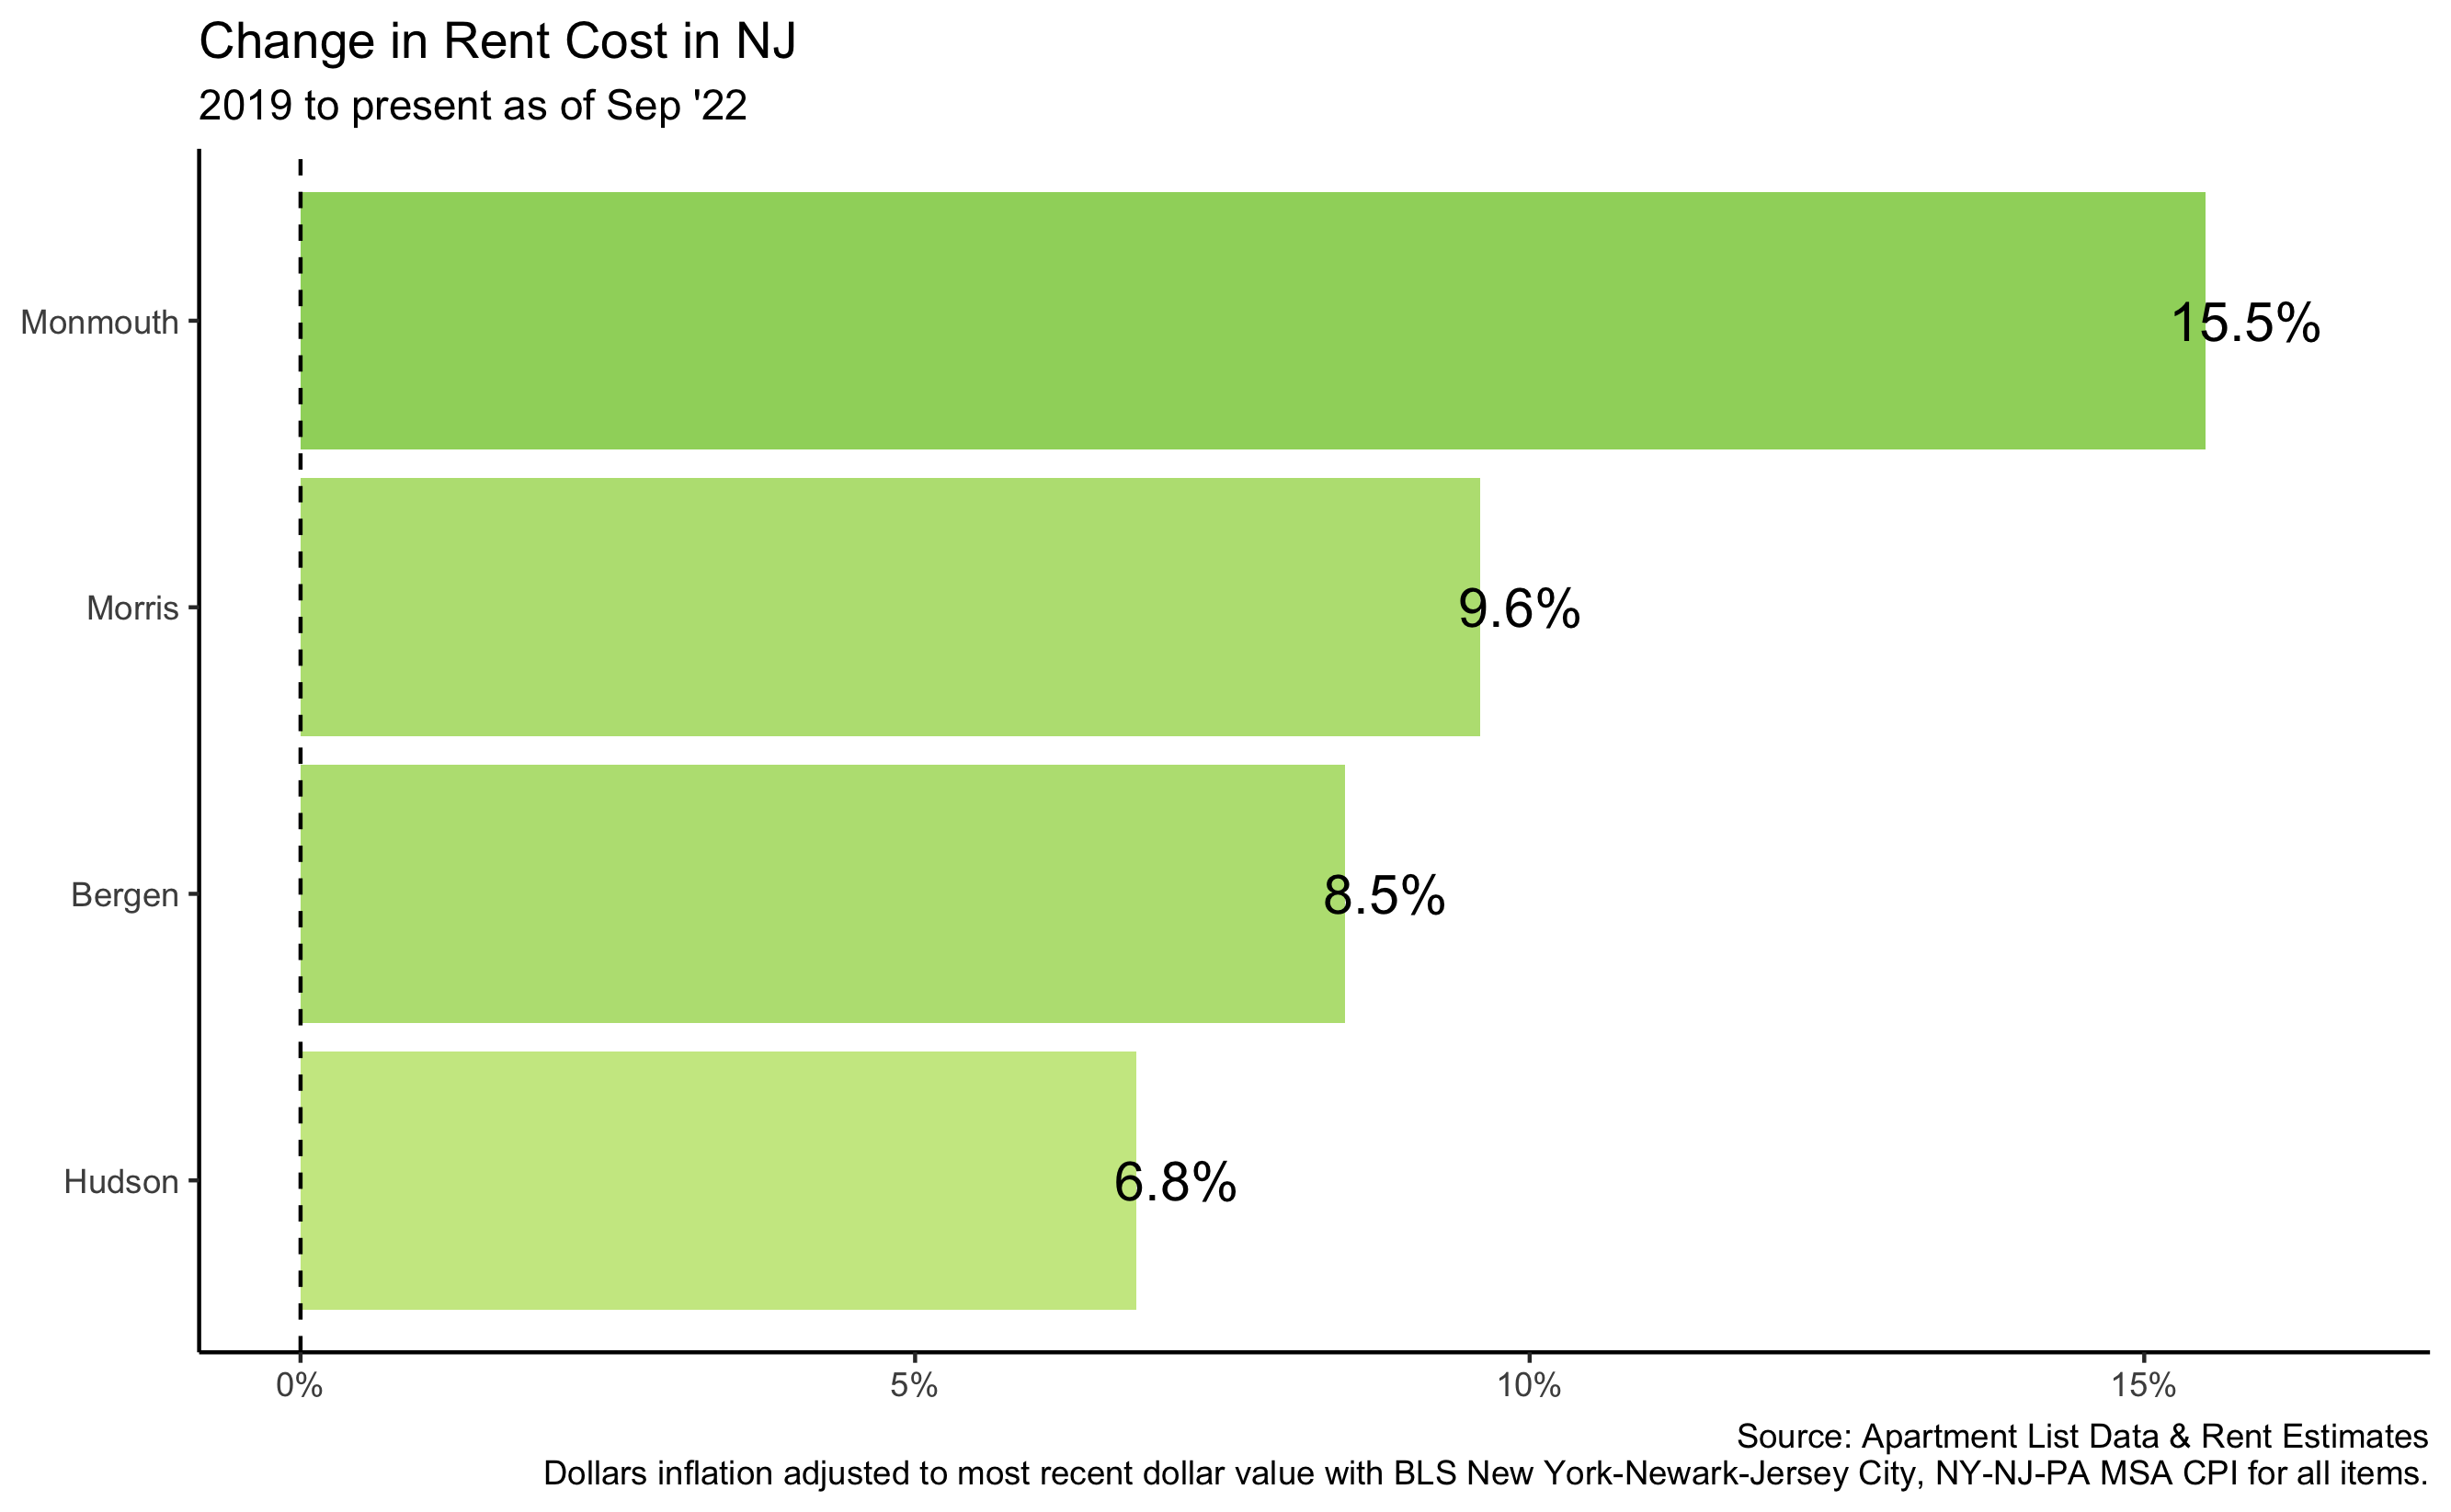 Change in Rent Cost in NJ
2019 to present as of Sep '22
Monmouth
15.5%
Morris
9.6%
Bergen
8.5%
Hudson
6.8%
0%
5%
10%
15%
Source: Apartment List Data & Rent Estimates
Dollars inflation adjusted to most recent dollar value with BLS New York-Newark-Jersey City, NY-NJ-PA MSA CPI for all items.